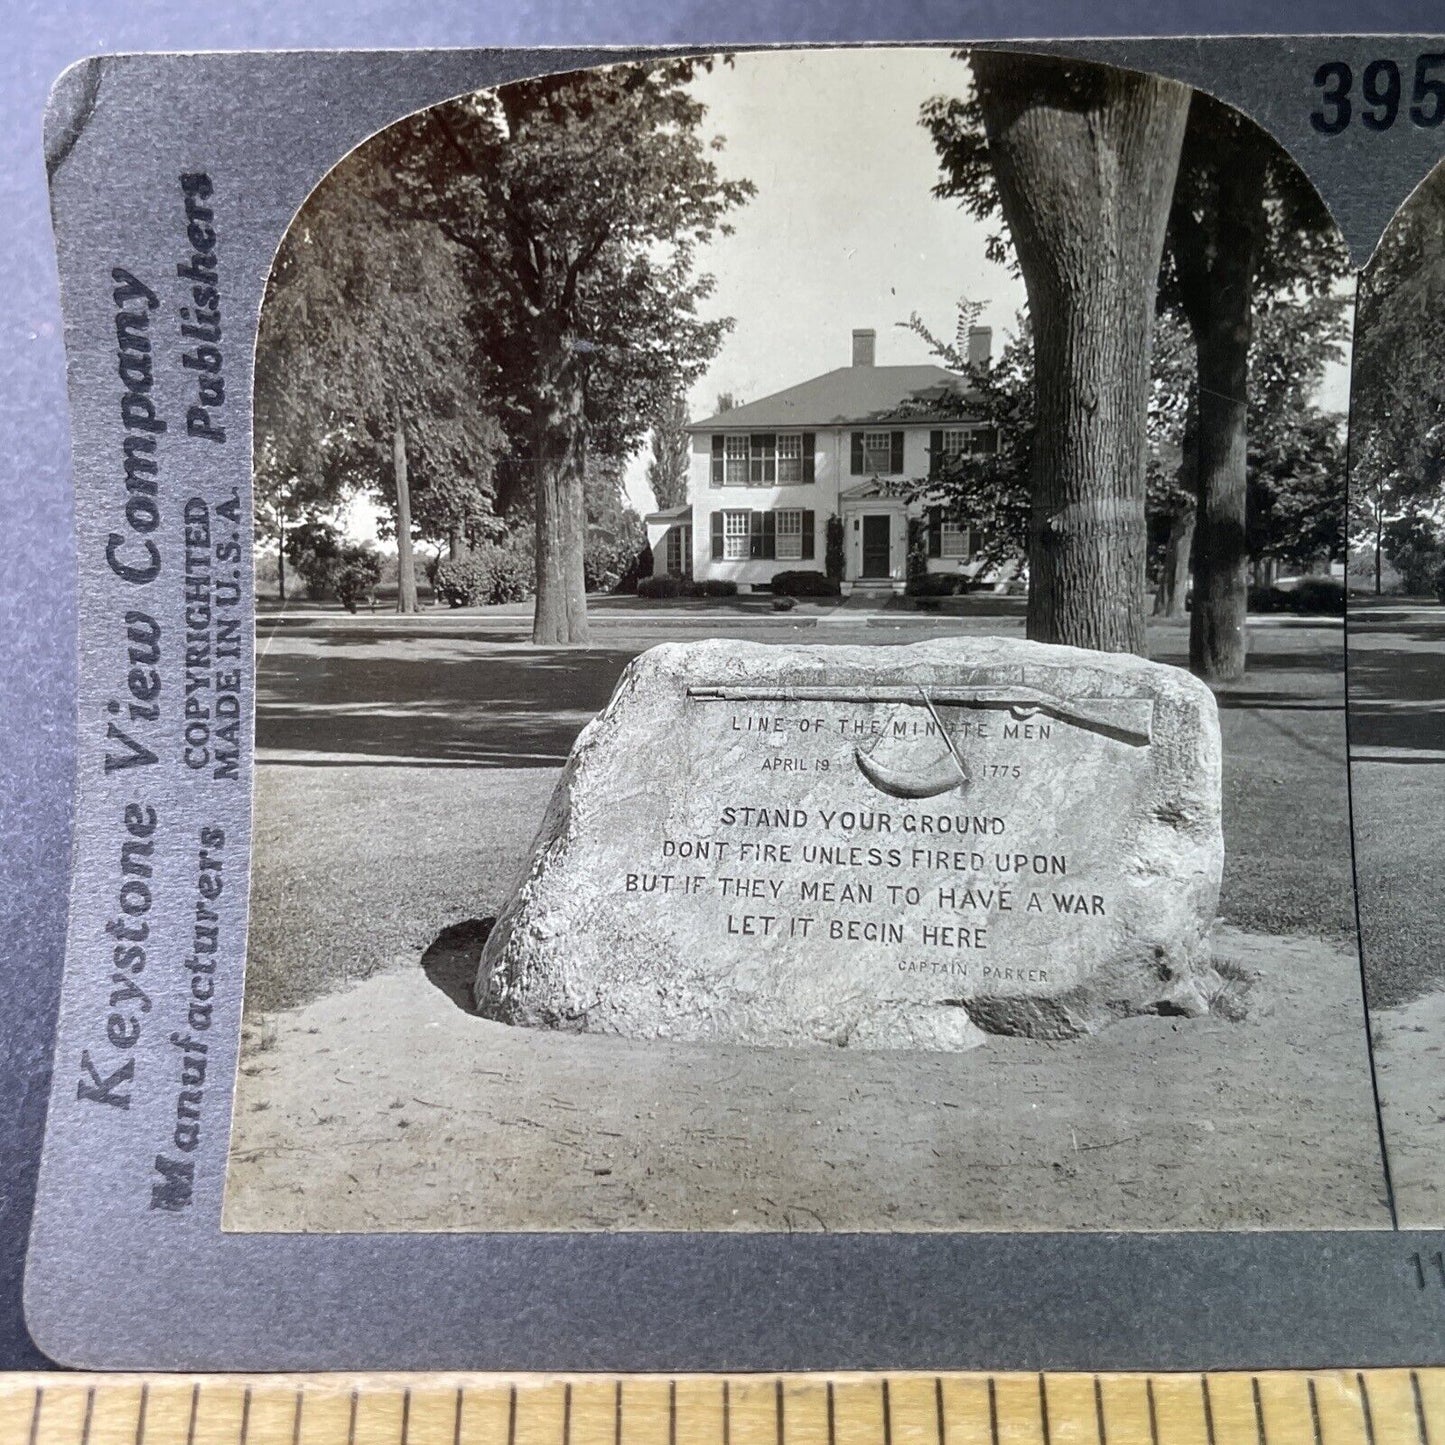 Keystone View Company
Manufacturers Publishers
COPYRIGHTED
MADE IN U.S.A.
395
LINE OF THE MINUTE MEN
APRIL 19 1775
STAND YOUR GROUND
DONT FIRE UNLESS FIRED UPON
BUT IF THEY MEAN TO HAVE A WAR
LET IT BEGIN HERE
CAPTAIN PARKER
11